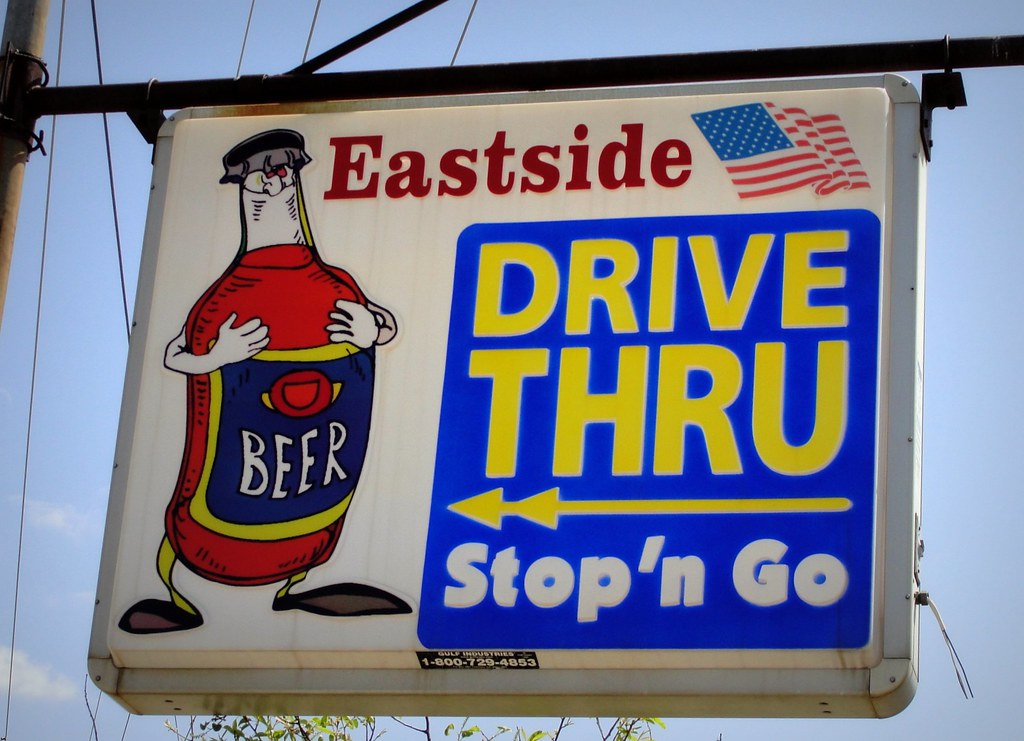 Eastside
DRIVE
THRU
Stop'n Go
BEER
GULF INDUSTRIES
1-800-729-4853